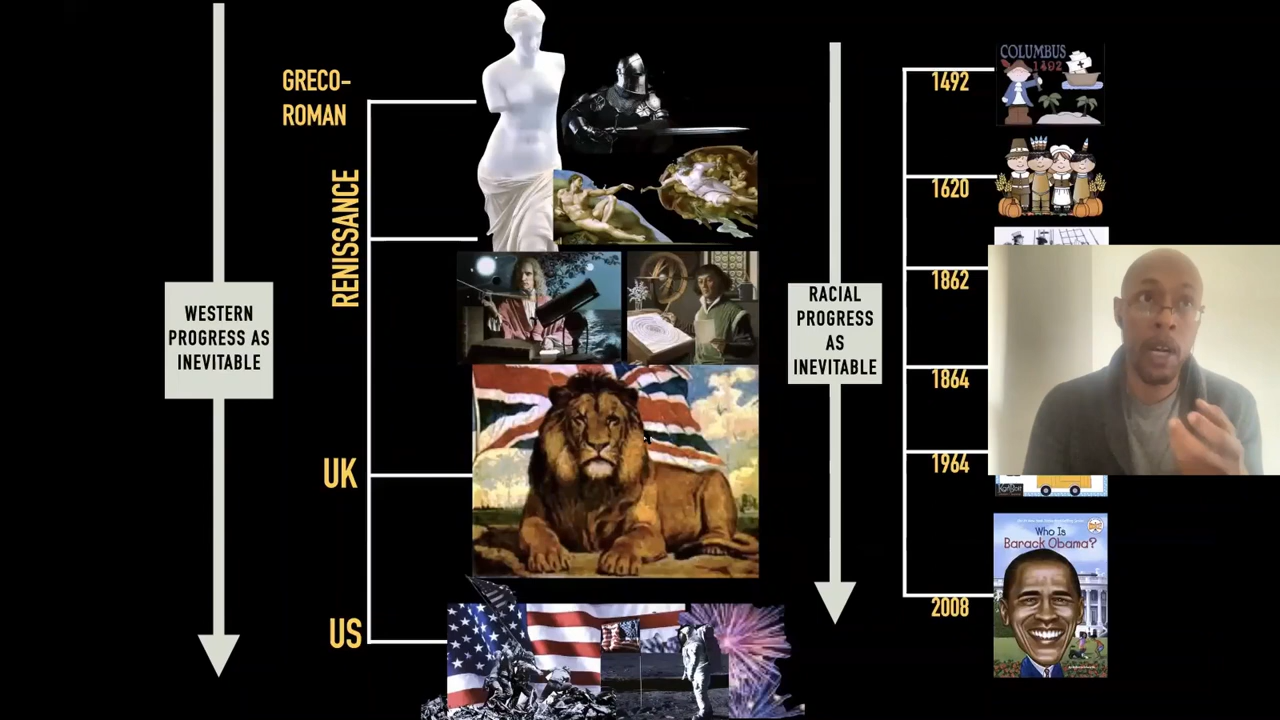 GRECO-
ROMAN
RENISSANCE
WESTERN
PROGRESS AS
INEVITABLE
UK
US
RACIAL
PROGRESS
AS
INEVITABLE
1492
COLUMBUS
1492
1620
1862
1864
1964
2008
Who Is
Barack Obama?